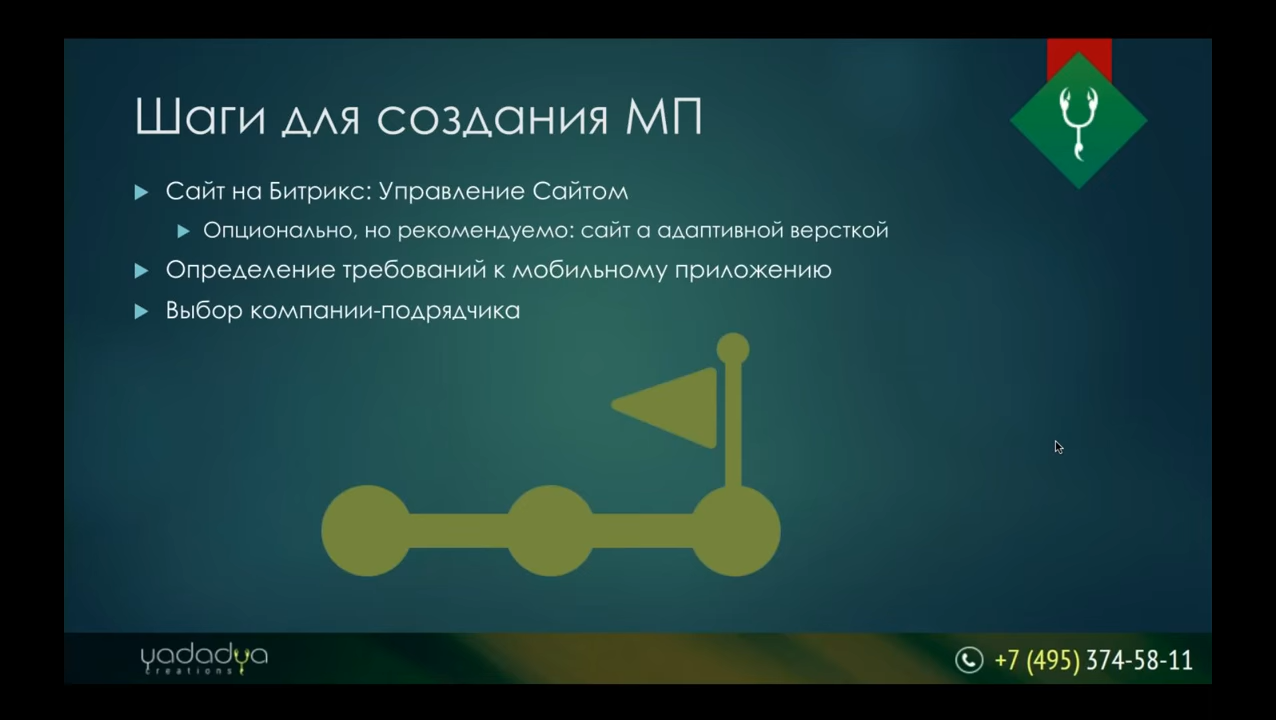 Шаги для создания МП
Сайт на Битрикс: Управление Сайтом
Опционально, но рекомендуемо: сайт а адаптивной версткой
Определение требований к мобильному приложению
Выбор компании-подрядчика
yadadya
creations
+7 (495) 374-58-11